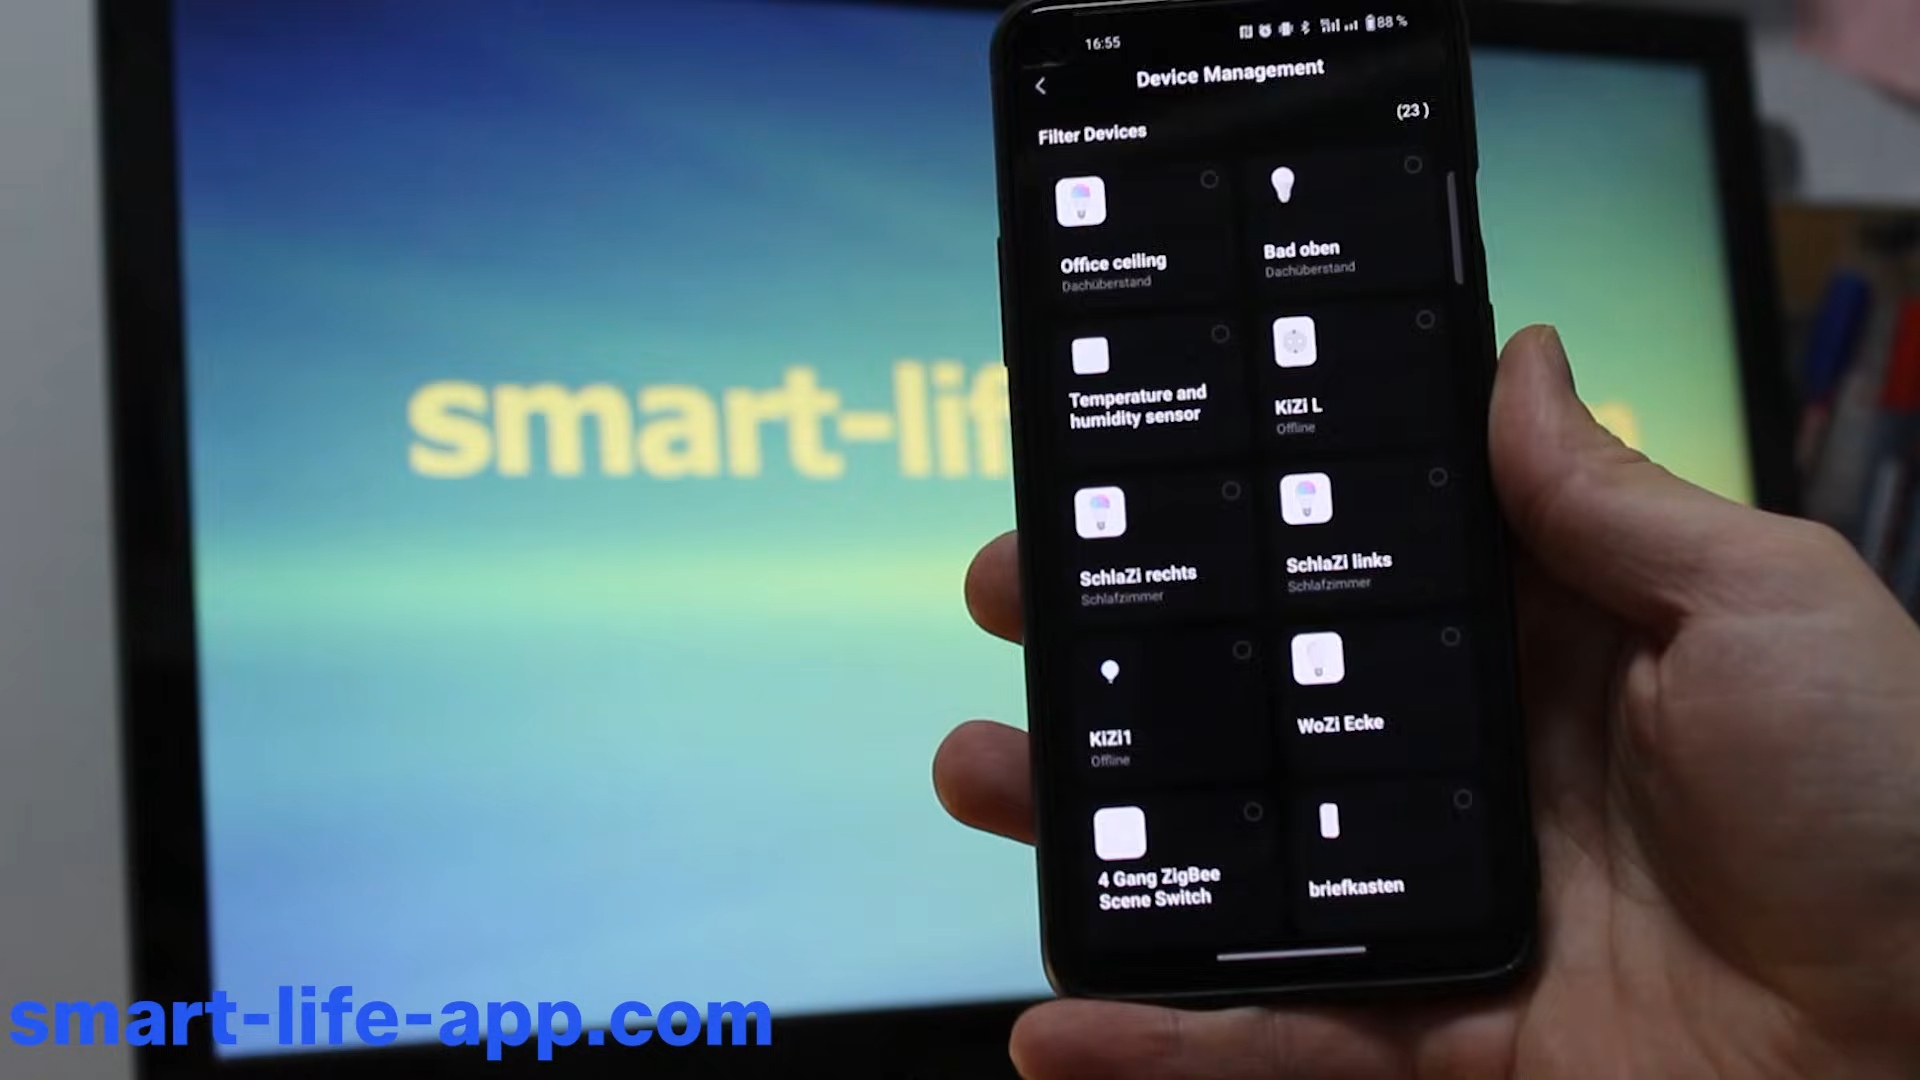 16:55
88 %
Device Management
(23 )
Filter Devices
Office ceiling
Dachüberstand
Bad oben
Dachüberstand
Temperature and
humidity sensor
KiZi L
Offline
SchlaZi rechts
Schlafzimmer
SchlaZi links
Schlafzimmer
KiZi1
Offline
WoZi Ecke
4 Gang ZigBee
Scene Switch
briefkasten
smart-lif
smart-life-app.com